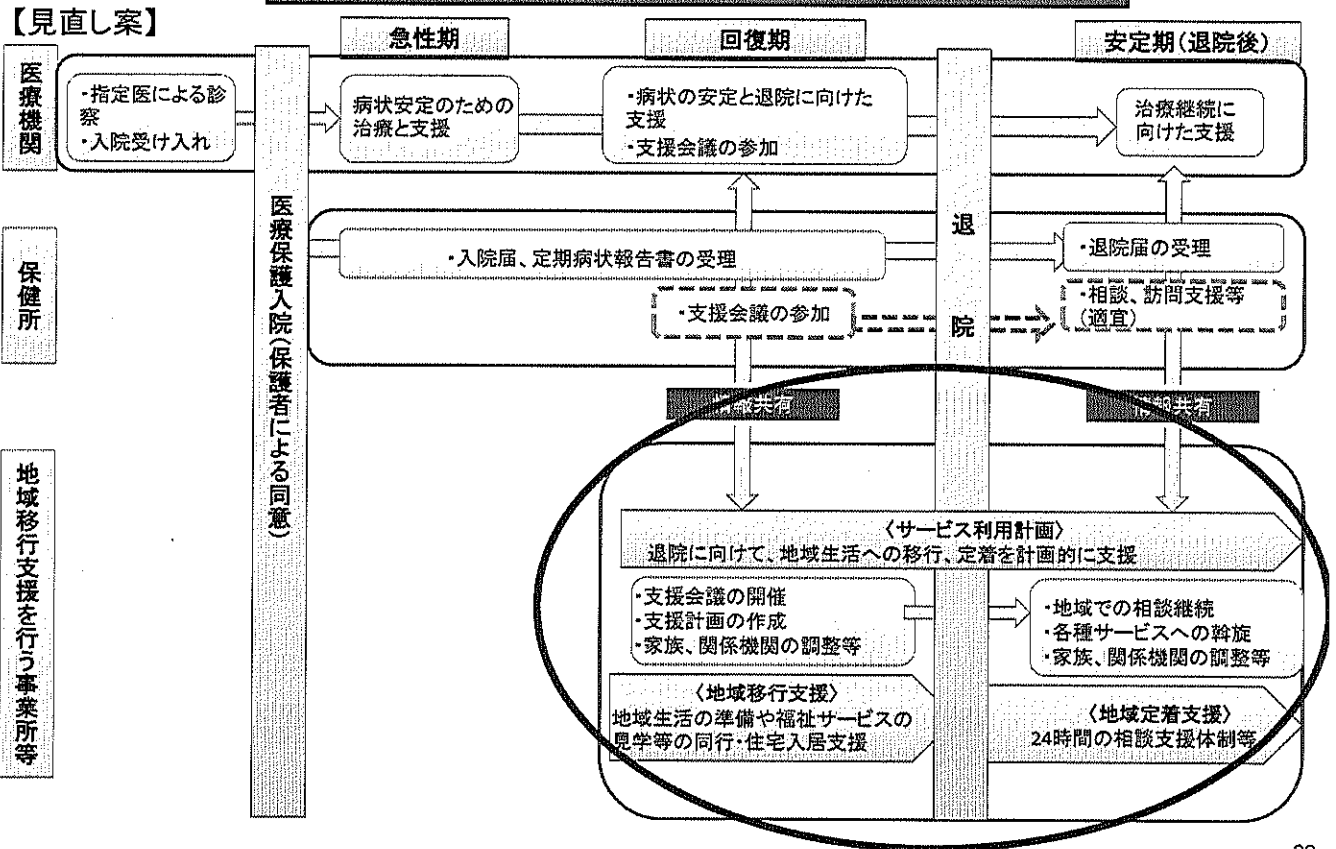 【見直し案】
急性期
回復期
安定期(退院後)
医療機関
・指定医による診
察
・入院受け入れ
病状安定のための
治療と支援
・病状の安定と退院に向けた
支援
・支援会議の参加
治療継続に
向けた支援
医療保護入院(保護者による同意)
退院
保健所
・入院届、定期病状報告書の受理
・退院届の受理
・支援会議の参加
・相談、訪問支援等
(適宜)
情報共有
情報共有
地域移行支援を行う事業所等
〈サービス利用計画〉
退院に向けて、地域生活への移行、定着を計画的に支援
・支援会議の開催
・支援計画の作成
・家族、関係機関の調整等
・地域での相談継続
・各種サービスへの斡旋
・家族、関係機関の調整等
〈地域移行支援〉
地域生活の準備や福祉サービスの
見学等の同行・住宅入居支援
〈地域定着支援〉
24時間の相談支援体制等